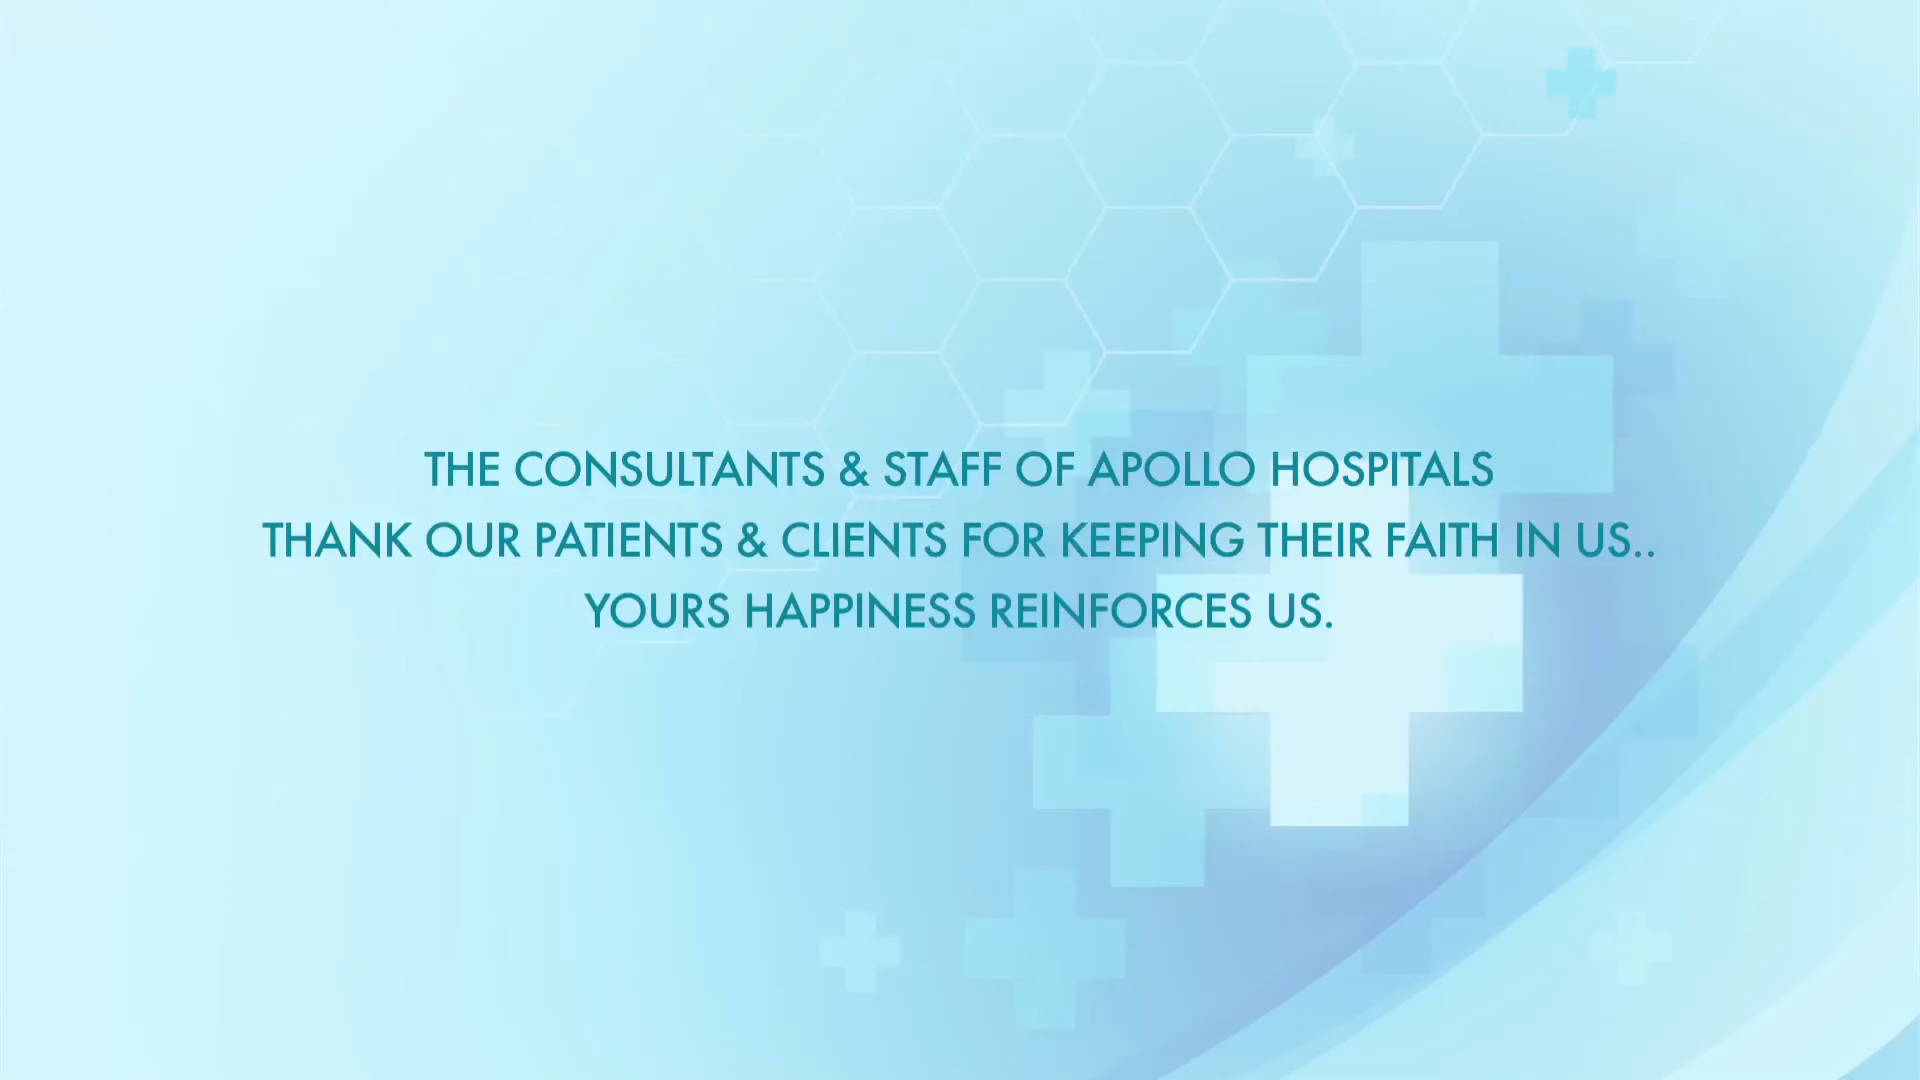 THE CONSULTANTS & STAFF OF APOLLO HOSPITALS
THANK OUR PATIENTS & CLIENTS FOR KEEPING THEIR FAITH IN US..
YOURS HAPPINESS REINFORCES US.